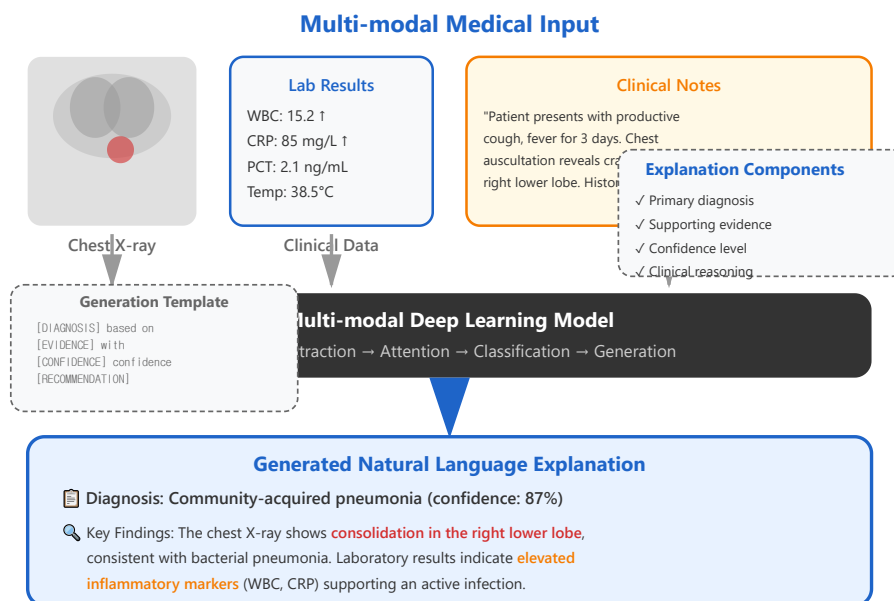 Multi-modal Medical Input
Lab Results
WBC: 15.2 ↑
CRP: 85 mg/L ↑
PCT: 2.1 ng/mL
Temp: 38.5°C
Clinical Notes
"Patient presents with productive
cough, fever for 3 days. Chest
auscultation reveals
right lower lobe.
Explanation Components
✓ Primary diagnosis
✓ Supporting evidence
✓ Confidence level
✓ Clinical reasoning
Chest X-ray
Clinical Data
Generation Template
[DIAGNOSIS] based on
[EVIDENCE] with
[CONFIDENCE] confidence
[RECOMMENDATION]
Multi-modal Deep Learning Model
→ Attention → Classification → Generation
Generated Natural Language Explanation
📋 Diagnosis: Community-acquired pneumonia (confidence: 87%)
🔍 Key Findings: The chest X-ray shows consolidation in the right lower lobe,
consistent with bacterial pneumonia. Laboratory results indicate elevated
inflammatory markers (WBC, CRP) supporting an active infection.